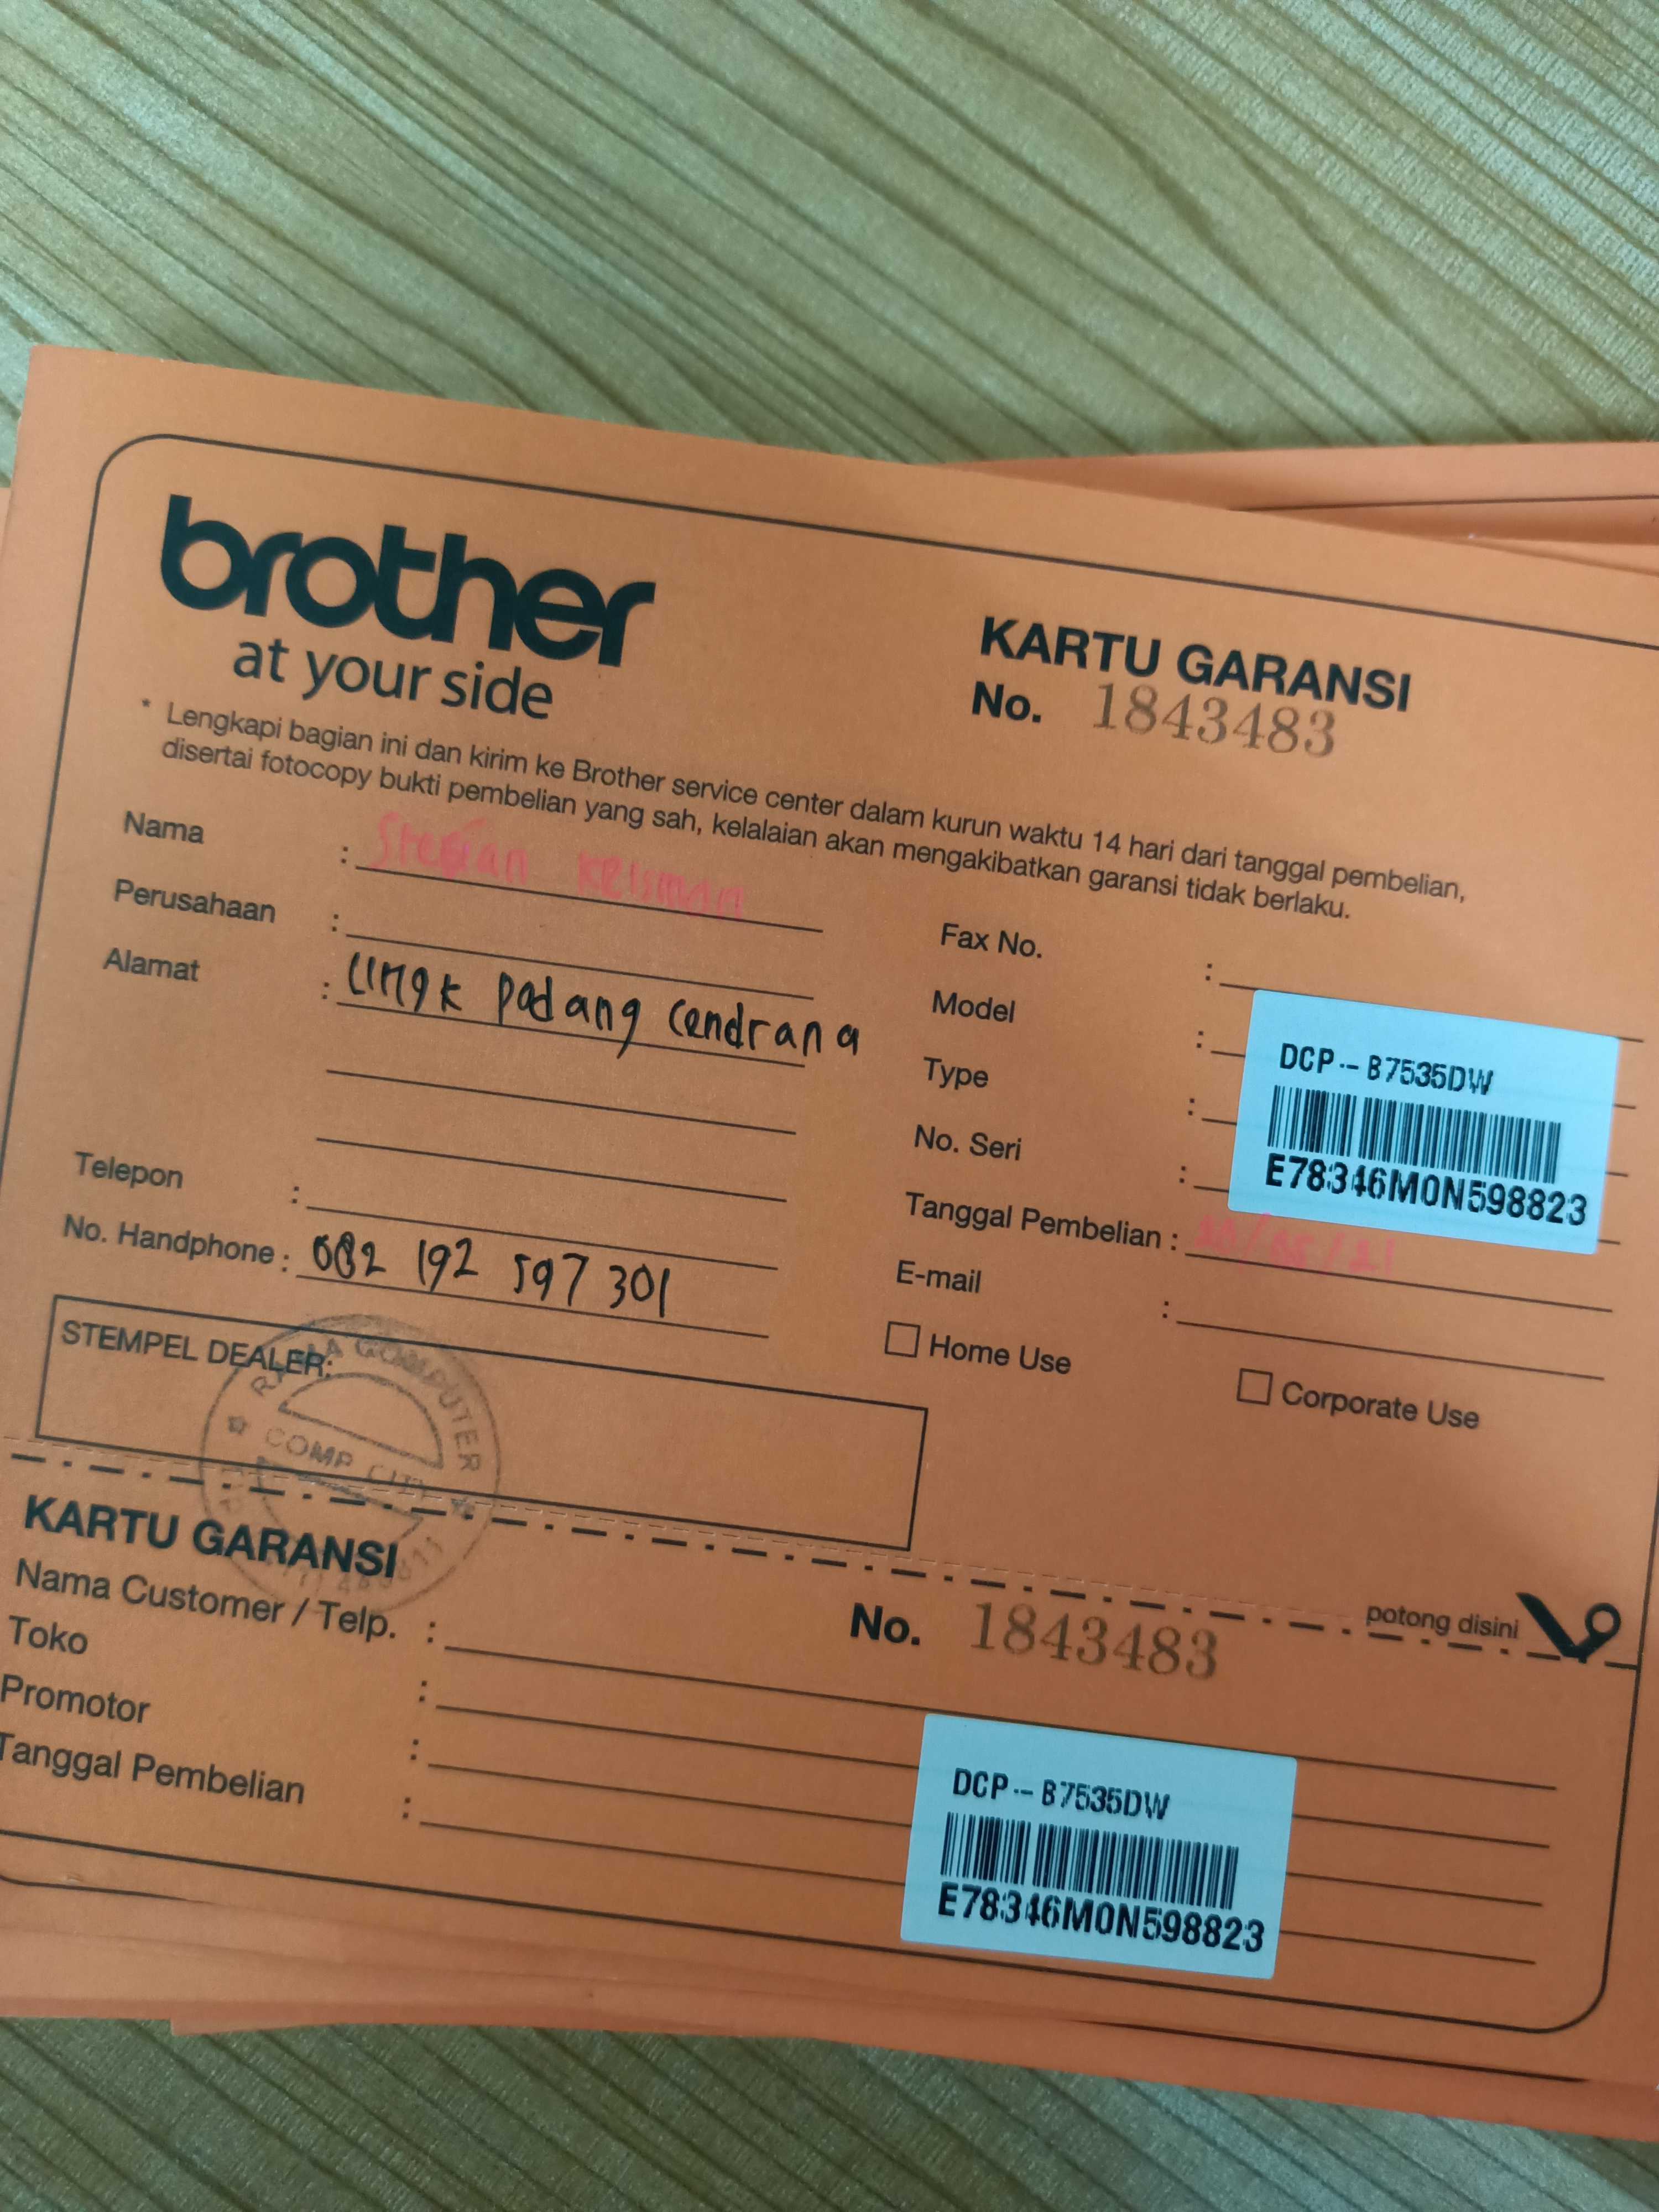 brother
at your side
KARTU GARANSI
No. 1843483
* Lengkapi bagian ini dan kirim ke Brother service center dalam kurun waktu 14 hari dari tanggal pembelian,
disertai fotocopy bukti pembelian yang sah, kelalaian akan mengakibatkan garansi tidak berlaku.
Nama :
Perusahaan :
Alamat : Lingk Padang Cendrana
Telepon :
No. Handphone : 082 192 597 301
Fax No. :
Model :
Type :
No. Seri :
DCP-B7535DW
E78346M0N598823
Tanggal Pembelian :
E-mail :
Home Use
Corporate Use
STEMPEL DEALER:
COMPUTER
COMP CITY
potong disini
KARTU GARANSI
No. 1843483
Nama Customer / Telp. :
Toko :
Promotor :
Tanggal Pembelian :
DCP-B7535DW
E78346M0N598823